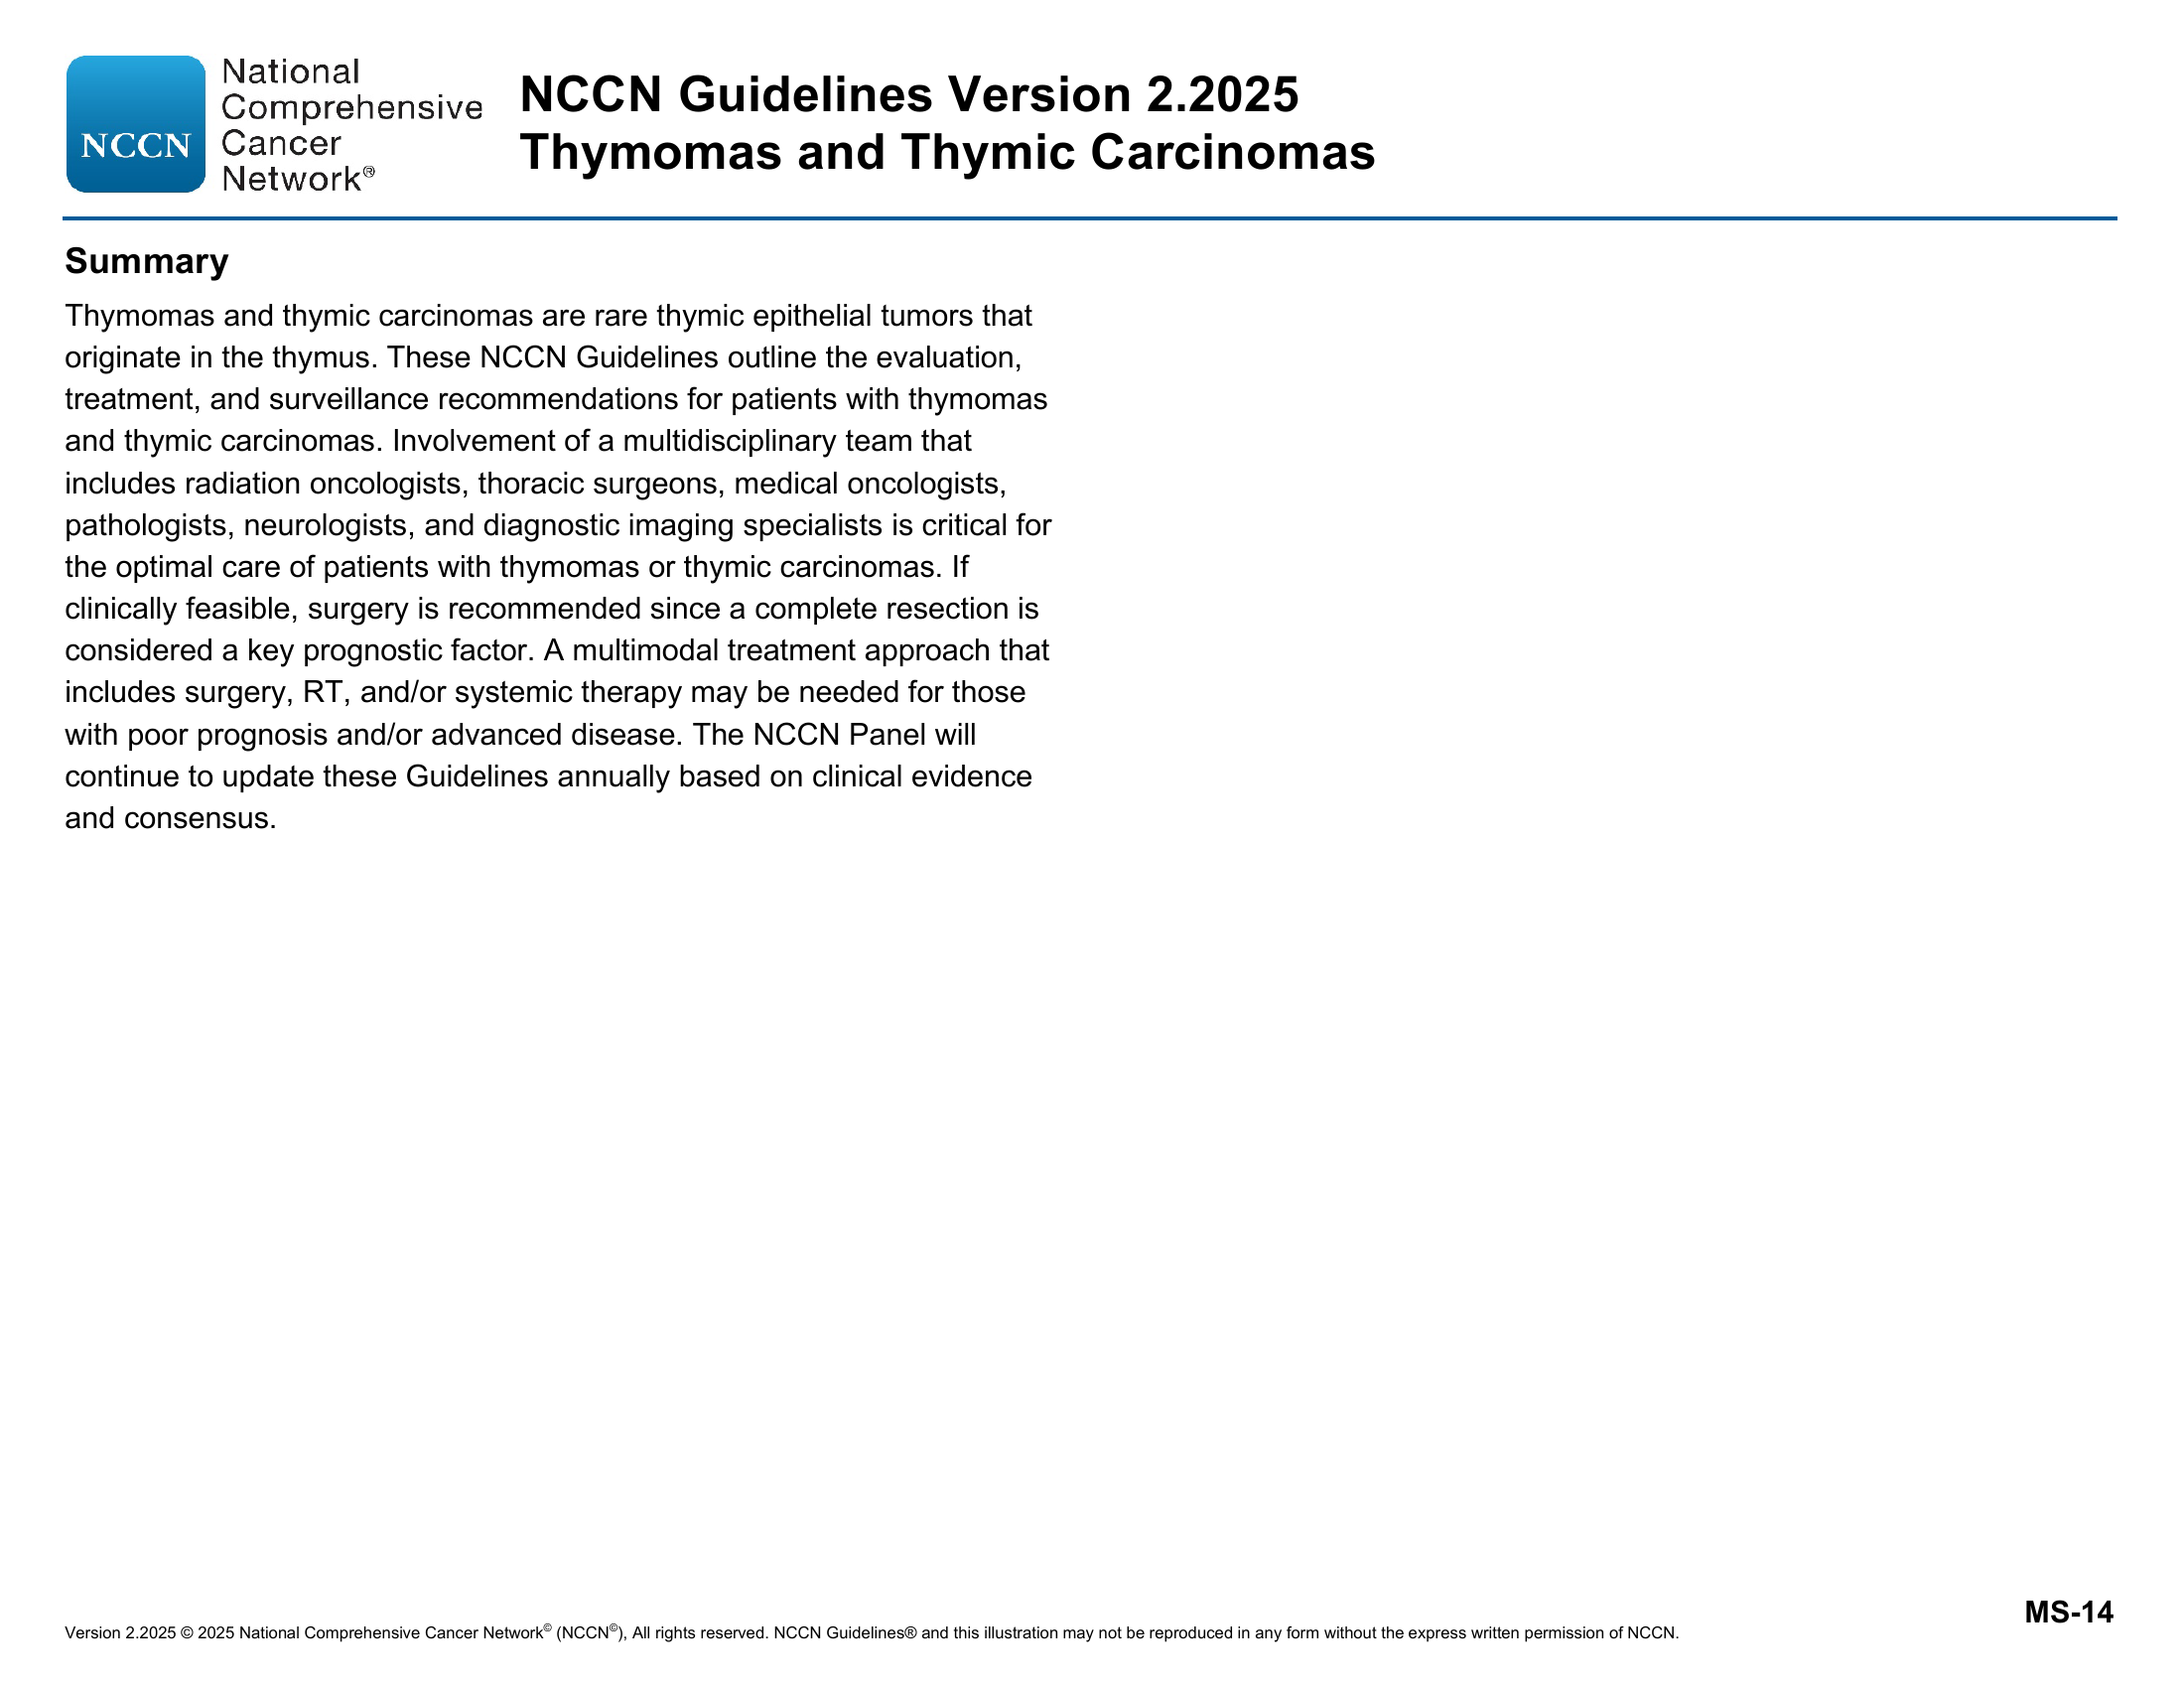 NCCN
National
Comprehensive
Cancer
Network®
NCCN Guidelines Version 2.2025
Thymomas and Thymic Carcinomas
Summary
Thymomas and thymic carcinomas are rare thymic epithelial tumors that
originate in the thymus. These NCCN Guidelines outline the evaluation,
treatment, and surveillance recommendations for patients with thymomas
and thymic carcinomas. Involvement of a multidisciplinary team that
includes radiation oncologists, thoracic surgeons, medical oncologists,
pathologists, neurologists, and diagnostic imaging specialists is critical for
the optimal care of patients with thymomas or thymic carcinomas. If
clinically feasible, surgery is recommended since a complete resection is
considered a key prognostic factor. A multimodal treatment approach that
includes surgery, RT, and/or systemic therapy may be needed for those
with poor prognosis and/or advanced disease. The NCCN Panel will
continue to update these Guidelines annually based on clinical evidence
and consensus.
MS-14
Version 2.2025 © 2025 National Comprehensive Cancer Network© (NCCN©), All rights reserved. NCCN Guidelines® and this illustration may not be reproduced in any form without the express written permission of NCCN.